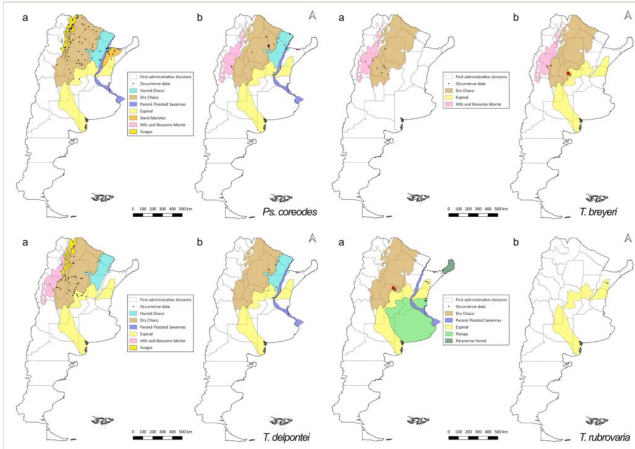 a
b
a
b
First administrative divisions
Occurrence data
Humid Chaco
Dry Chaco
Paraná Flooded Savannas
Espinal
Iberá Marshes
Hills and Bossoms Monte
Yungas
0 100 200 300 400 500 km
Ps. coreodes
First administrative divisions
Occurrence data
Dry Chaco
Espinal
Hills and Bossoms Monte
0 100 200 300 400 500 km
T. breyeri
a
b
a
b
First administrative divisions
Occurrence data
Humid Chaco
Dry Chaco
Paraná Flooded Savannas
Espinal
Hills and Bossoms Monte
Yungas
0 100 200 300 400 500 km
T. delpontei
First administrative divisions
Occurrence data
Dry Chaco
Paraná Flooded Savannas
Espinal
Pampa
Paranense Forest
0 100 200 300 400 500 km
T. rubrovaria